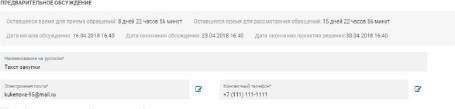 ПРЕДВАРИТЕЛЬНОЕ ОБСУЖДЕНИЕ
Оставшееся время для приема обращений: 8 дней 22 часов 56 минут Оставшееся время для рассмотрения обращений: 15 дней 22 часов 56 минут
Дата начала обсуждения: 16.04.2018 16:40 Дата окончания обсуждения: 23.04.2018 16:40 Дата окончания принятия решения: 30.04.2018 16:40
Наименование на русском*
Текст закупки
Электронная почта* Контактный телефон*
kukenova-95@mail.ru +7 (111) 111-1111